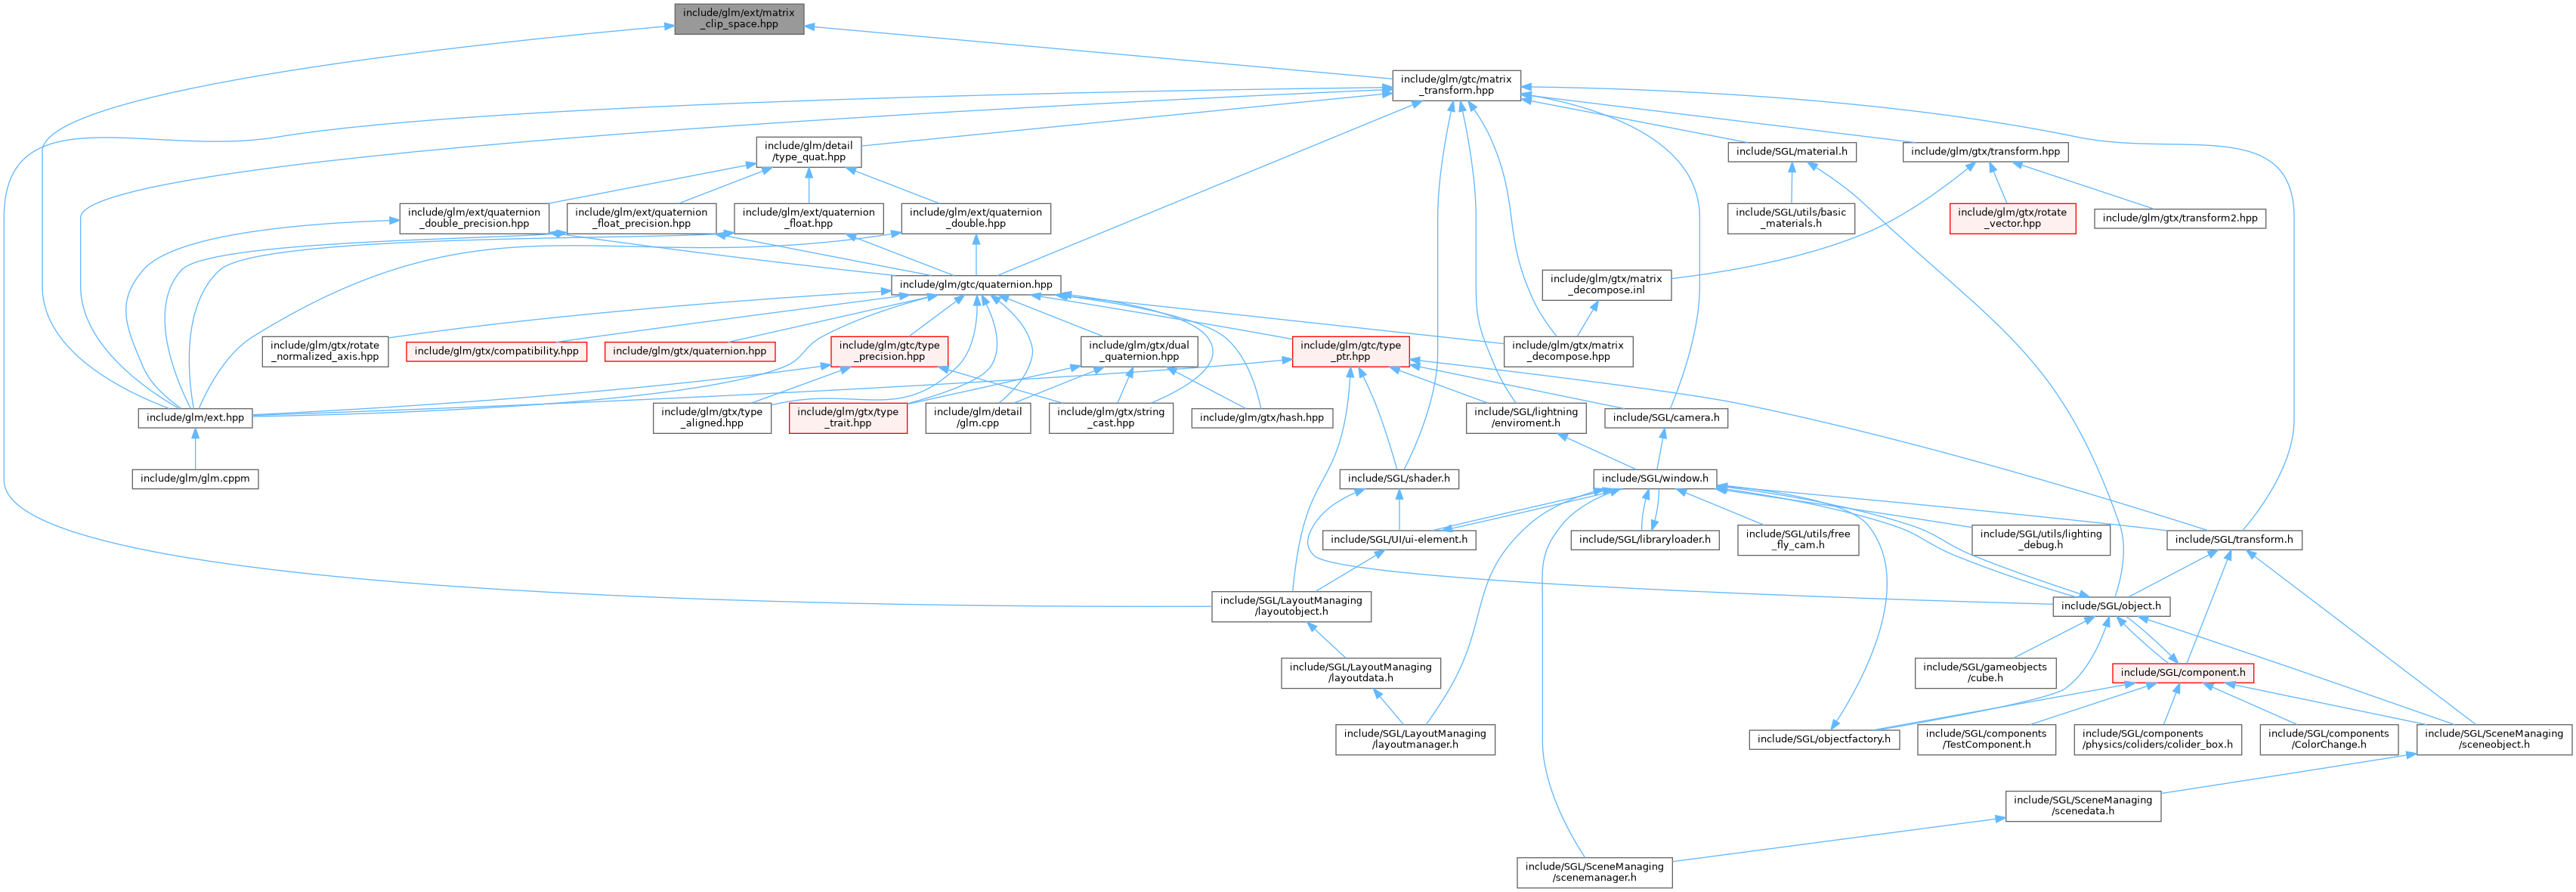 include/glm/ext/matrix
_clip_space.hpp
include/glm/gtc/matrix
_transform.hpp
include/glm/detail
/type_quat.hpp
include/SGL/material.h
include/glm/gtx/transform.hpp
include/glm/ext/quaternion
_double_precision.hpp
include/glm/ext/quaternion
_float_precision.hpp
include/glm/ext/quaternion
_float.hpp
include/glm/ext/quaternion
_double.hpp
include/SGL/utils/basic
_materials.h
include/glm/gtx/rotate
_vector.hpp
include/glm/gtx/transform2.hpp
include/glm/gtc/quaternion.hpp
include/glm/gtx/matrix
_decompose.inl
include/glm/gtx/rotate
_normalized_axis.hpp
include/glm/gtx/compatibility.hpp
include/glm/gtx/quaternion.hpp
include/glm/gtc/type
_precision.hpp
include/glm/gtx/dual
_quaternion.hpp
include/glm/gtc/type
_ptr.hpp
include/glm/gtx/matrix
_decompose.hpp
include/glm/ext.hpp
include/glm/gtx/type
_aligned.hpp
include/glm/gtx/type
_trait.hpp
include/glm/detail
/glm.cpp
include/glm/gtx/string
_cast.hpp
include/glm/gtx/hash.hpp
include/SGL/lightning
/enviroment.h
include/SGL/camera.h
include/glm/glm.cppm
include/SGL/shader.h
include/SGL/window.h
include/SGL/UI/ui-element.h
include/SGL/libraryloader.h
include/SGL/utils/free
_fly_cam.h
include/SGL/utils/lighting
_debug.h
include/SGL/transform.h
include/SGL/LayoutManaging
/layoutobject.h
include/SGL/object.h
include/SGL/LayoutManaging
/layoutdata.h
include/SGL/gameobjects
/cube.h
include/SGL/component.h
include/SGL/LayoutManaging
/layoutmanager.h
include/SGL/objectfactory.h
include/SGL/components
/TestComponent.h
include/SGL/components
/physics/coliders/colider_box.h
include/SGL/components
/ColorChange.h
include/SGL/SceneManaging
/sceneobject.h
include/SGL/SceneManaging
/scenedata.h
include/SGL/SceneManaging
/scenemanager.h